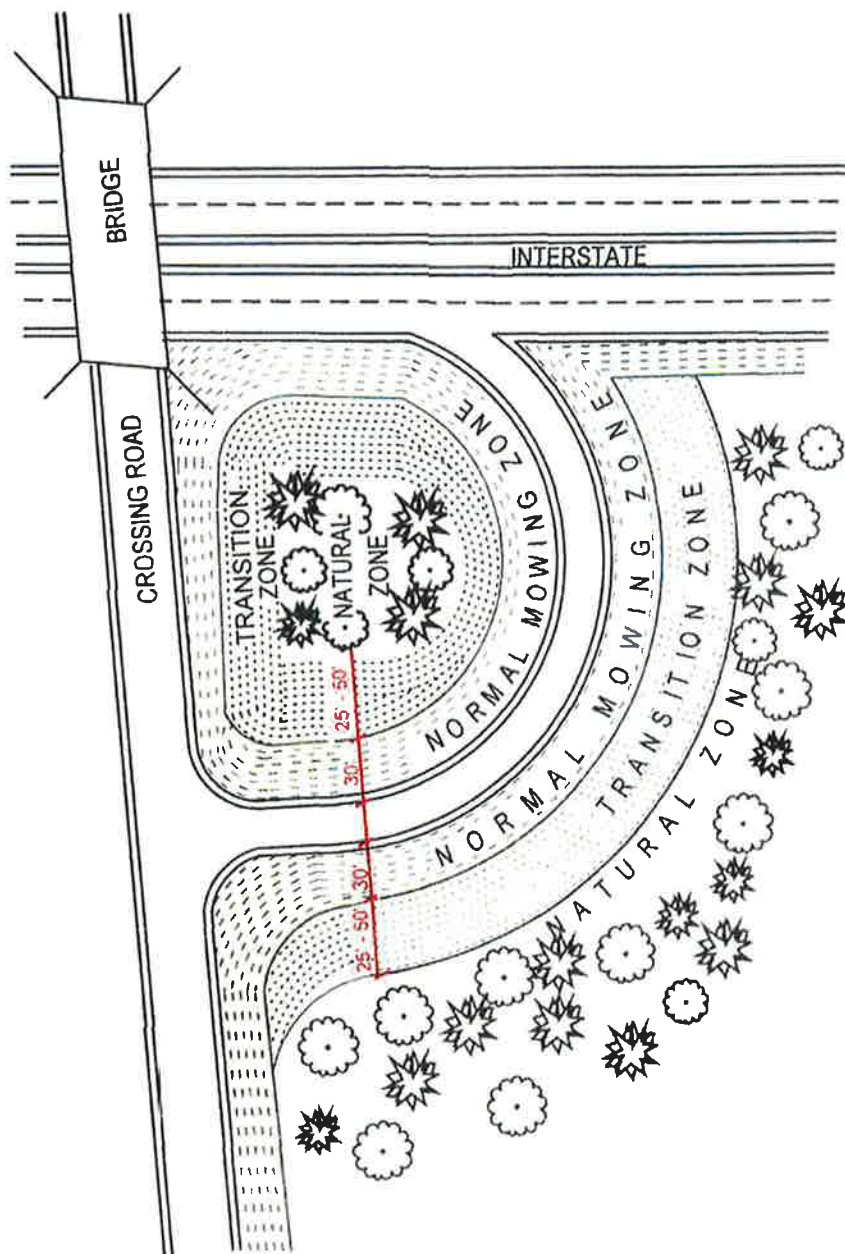 BRIDGE
INTERSTATE
CROSSING ROAD
TRANSITION
ZONE
NATURAL
ZONE
NORMAL MOWING ZONE
25' - 50'
30'
NORMAL MOWING ZONE
TRANSITION ZONE
NATURAL ZONE
30'
25' - 50'